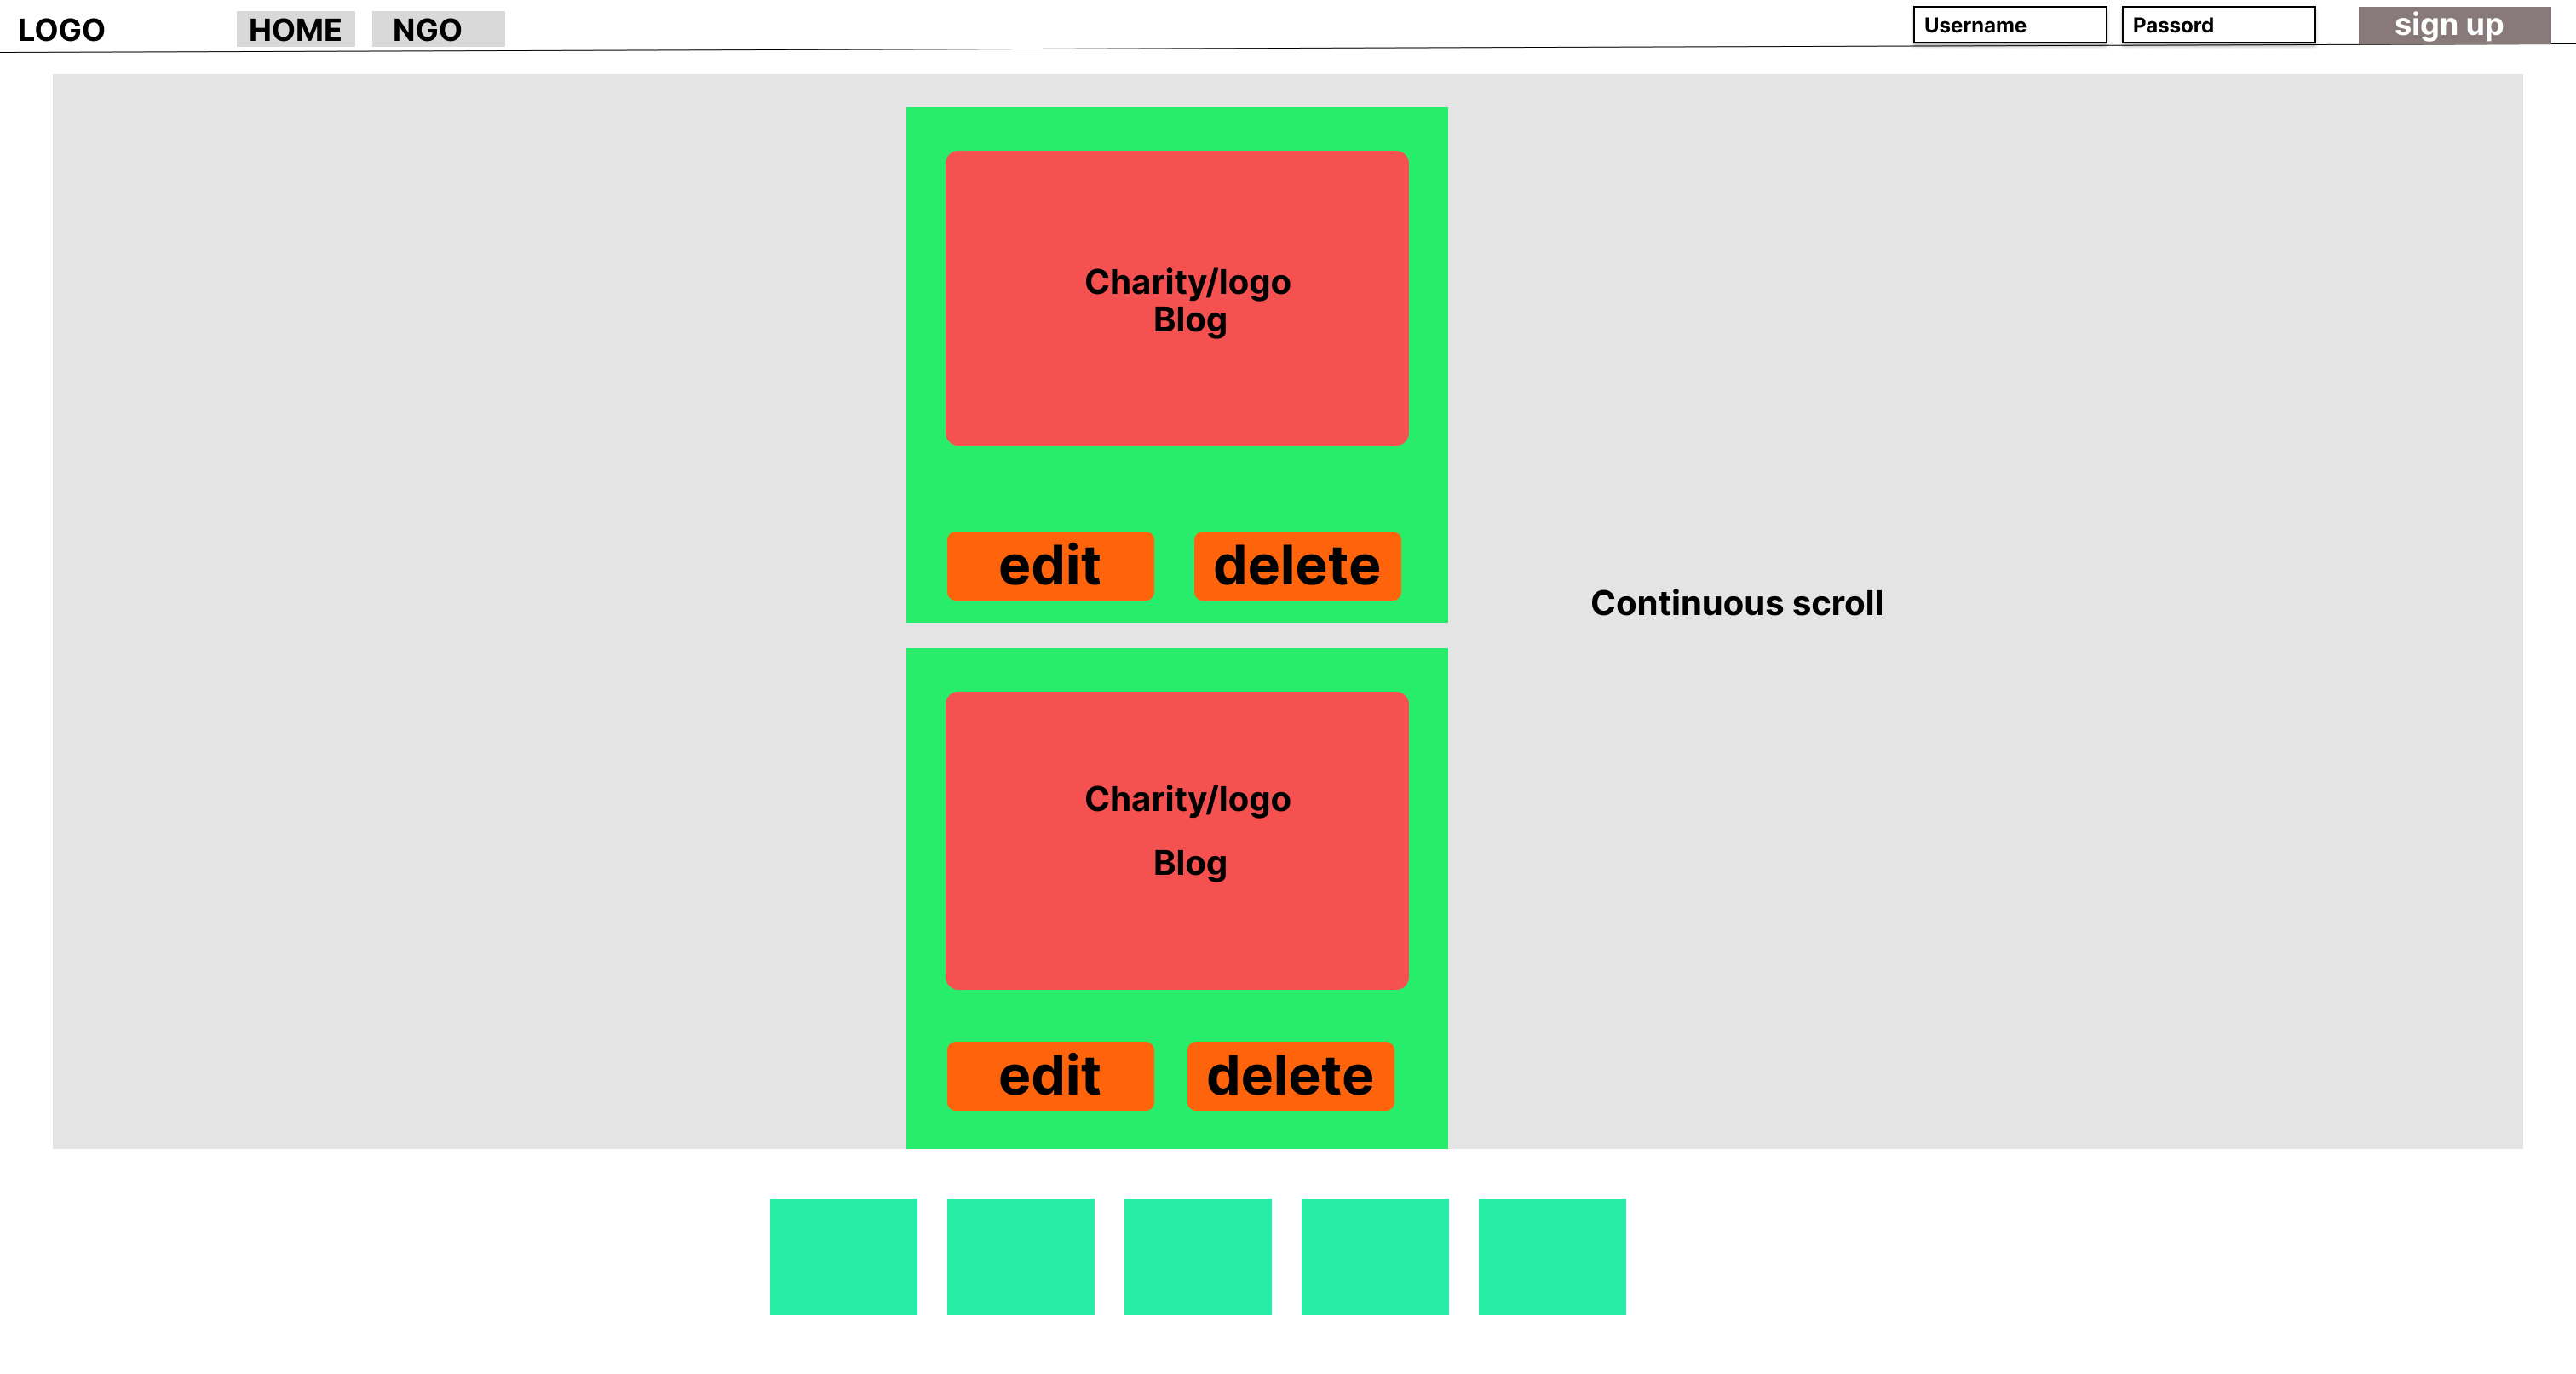 LOGO HOME NGO Username Passord sign up
Charity/logo
Blog
edit delete
Continuous scroll
Charity/logo
Blog
edit delete